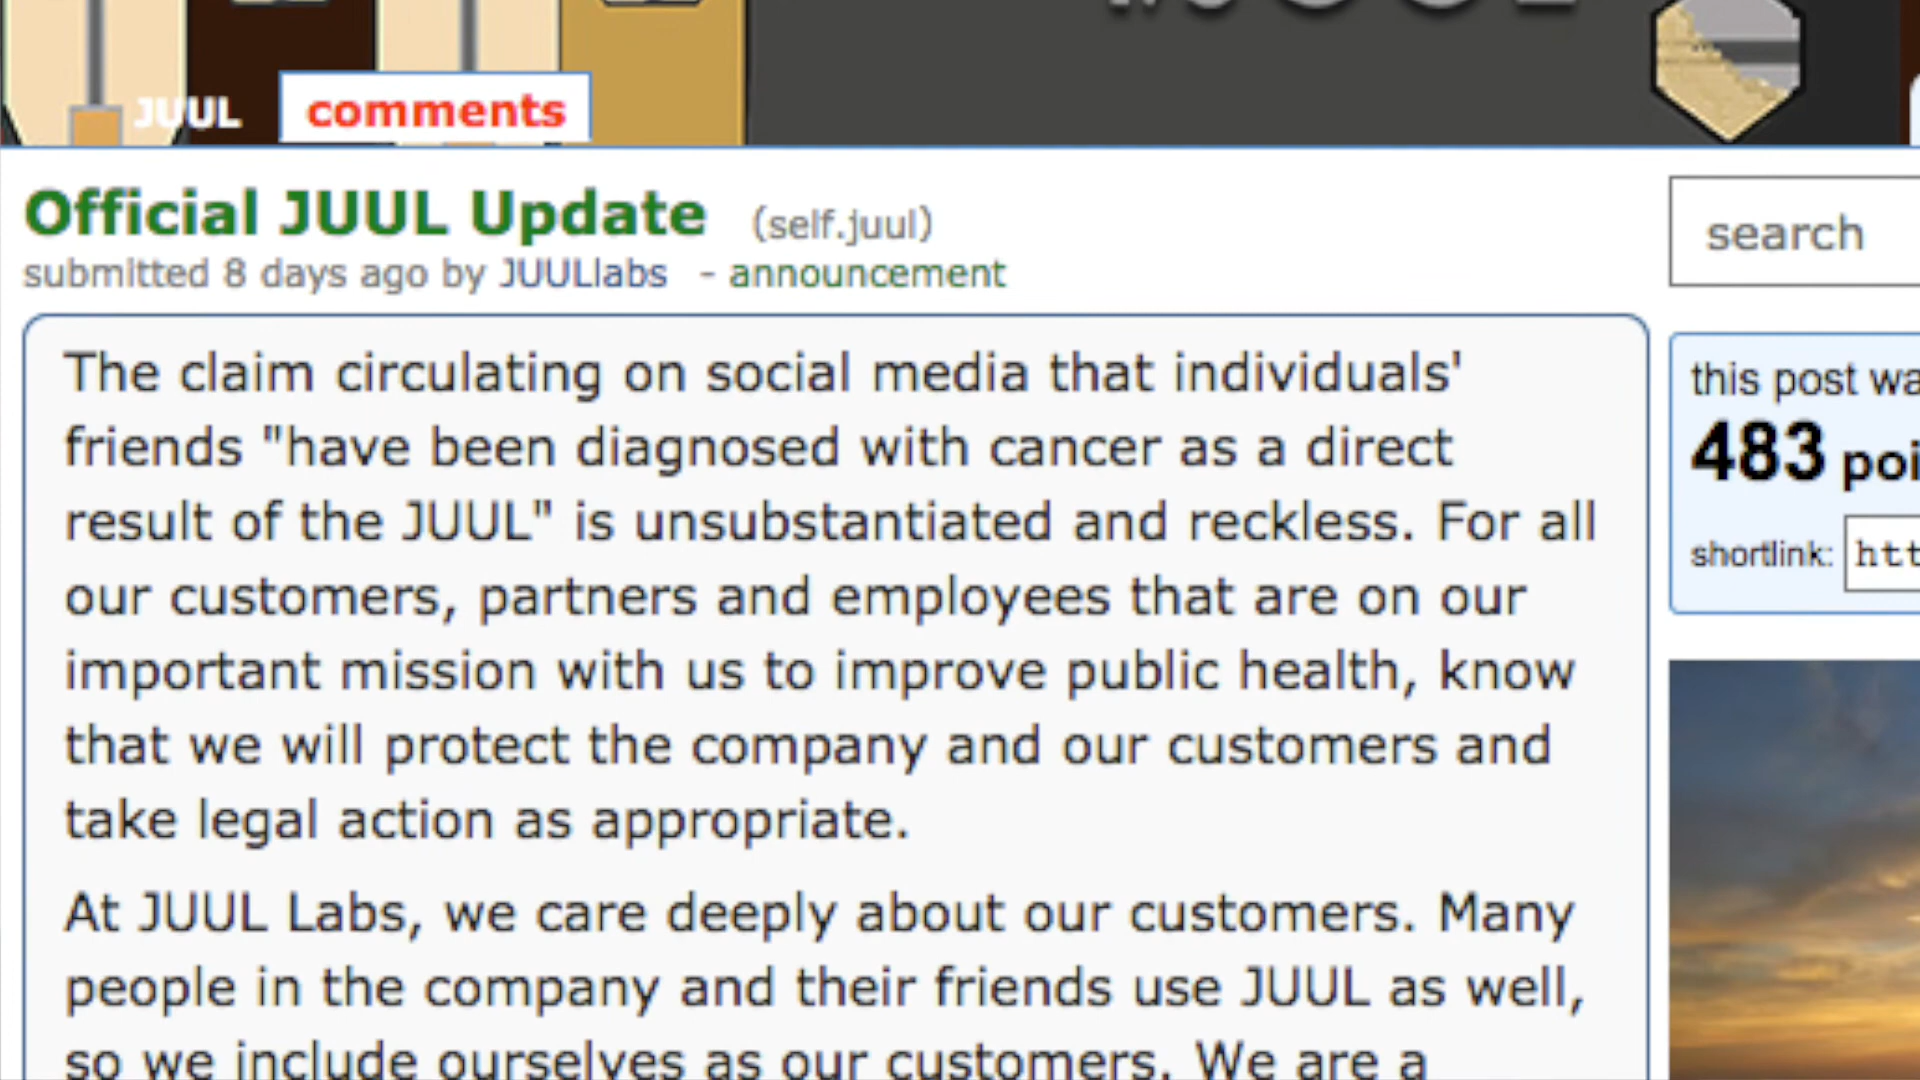 JUUL comments
Official JUUL Update (self.juul)
submitted 8 days ago by JUULlabs - announcement
The claim circulating on social media that individuals'
friends "have been diagnosed with cancer as a direct
result of the JUUL" is unsubstantiated and reckless. For all
our customers, partners and employees that are on our
important mission with us to improve public health, know
that we will protect the company and our customers and
take legal action as appropriate.
At JUUL Labs, we care deeply about our customers. Many
people in the company and their friends use JUUL as well,
so we include ourselves as our customers. We are a
search
this post wa
483 poi
shortlink: htt